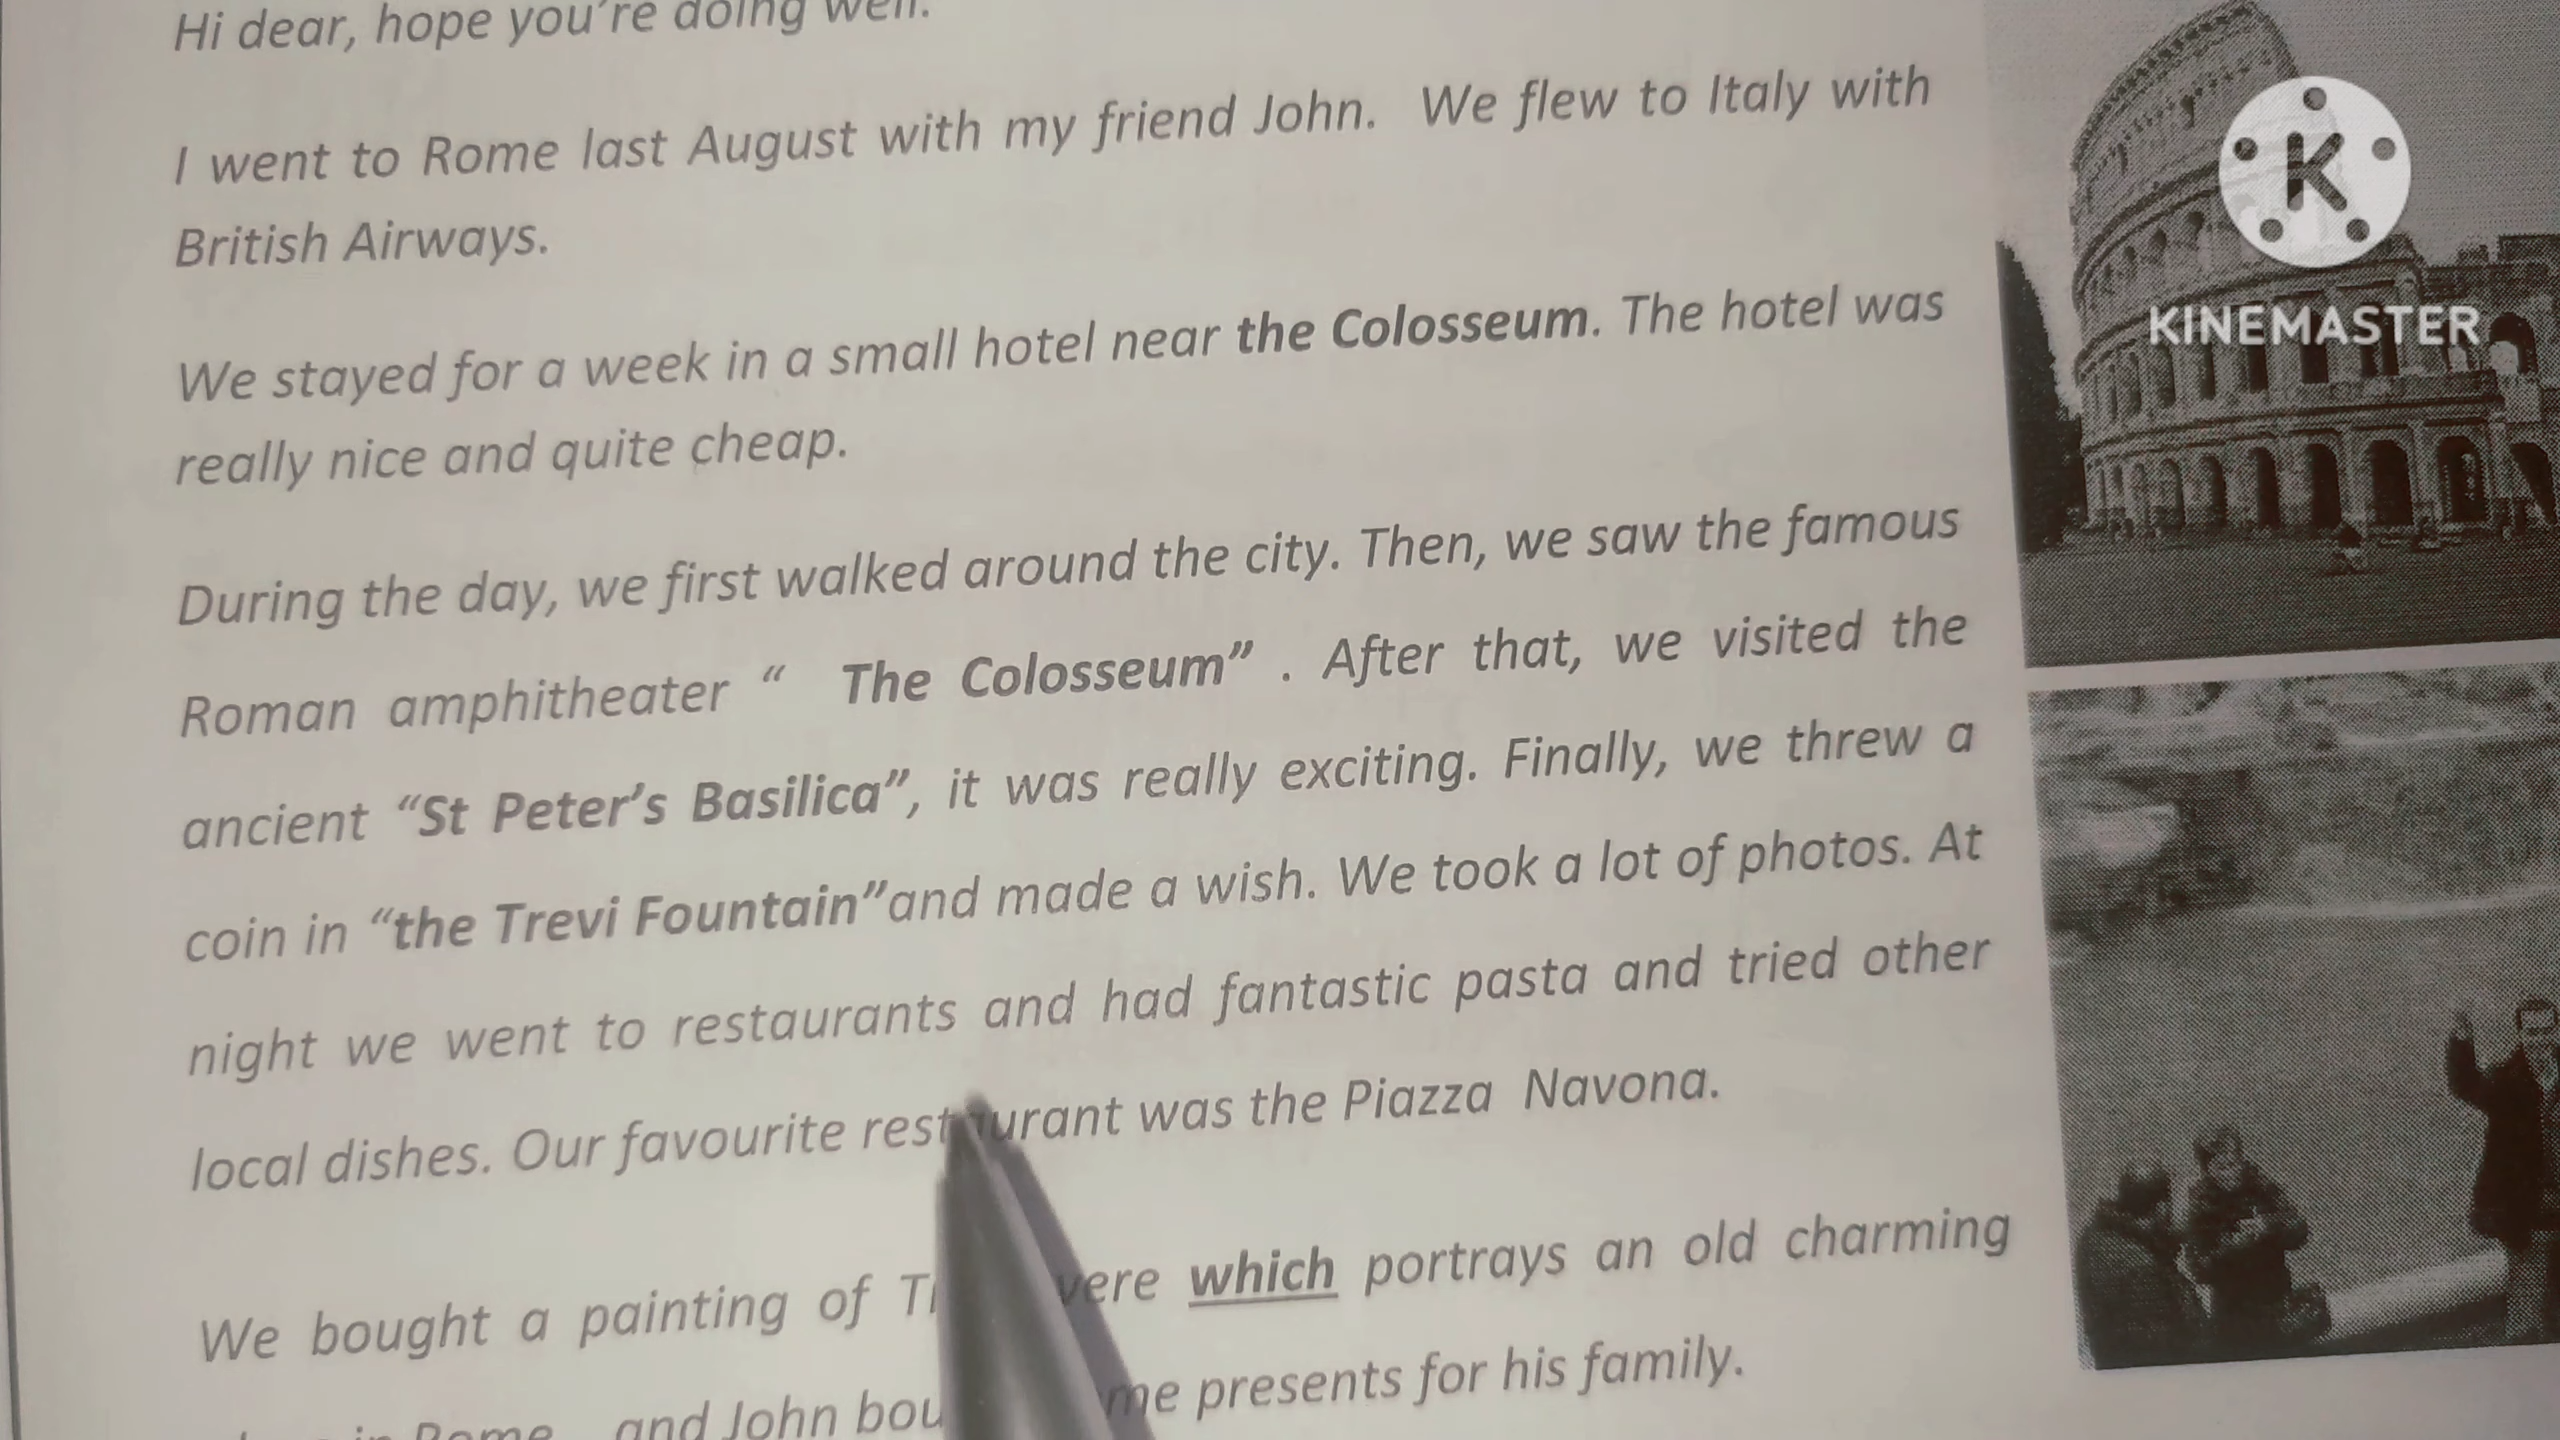 Hi dear, hope you're doing well.
I went to Rome last August with my friend John. We flew to Italy with
British Airways.
We stayed for a week in a small hotel near the Colosseum. The hotel was
really nice and quite cheap.
During the day, we first walked around the city. Then, we saw the famous
Roman amphitheater “ The Colosseum” . After that, we visited the
ancient “St Peter’s Basilica”, it was really exciting. Finally, we threw a
coin in “the Trevi Fountain”and made a wish. We took a lot of photos. At
night we went to restaurants and had fantastic pasta and tried other
local dishes. Our favourite restaurant was the Piazza Navona.
We bought a painting of which portrays an old charming
in Rome and John presents for his family.
KINEMASTER